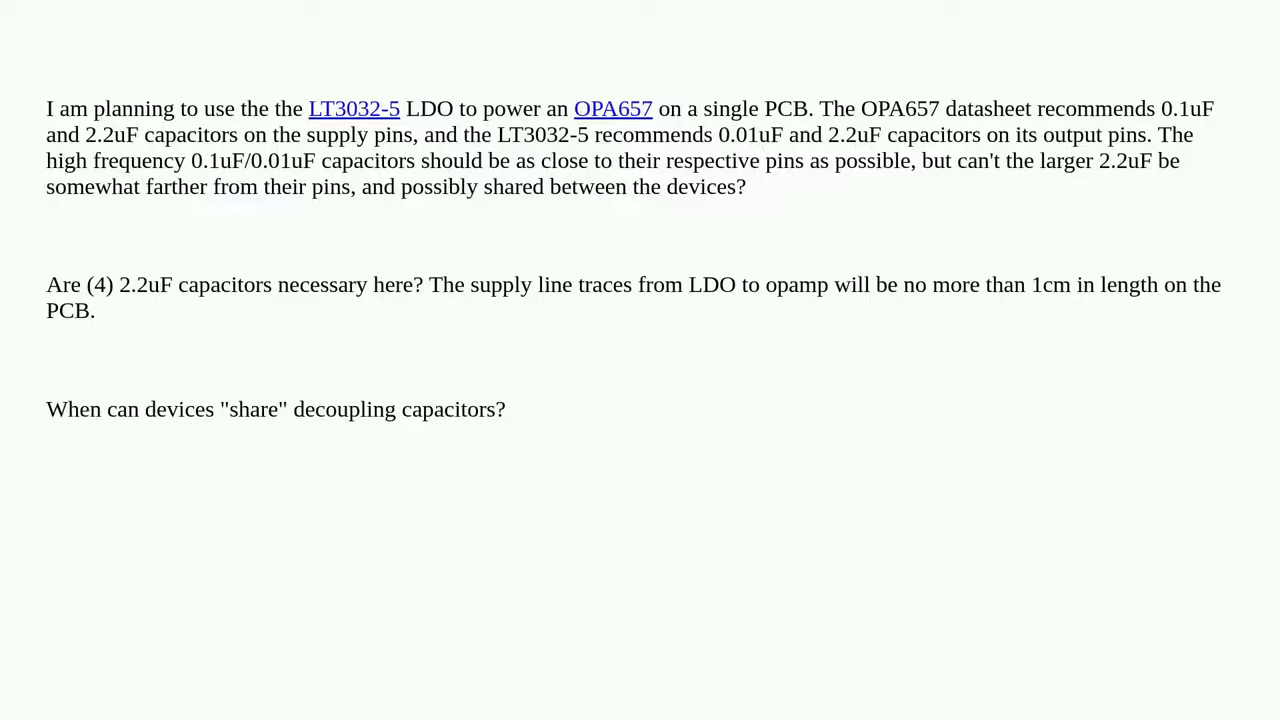 I am planning to use the the LT3032-5 LDO to power an OPA657 on a single PCB. The OPA657 datasheet recommends 0.1uF
and 2.2uF capacitors on the supply pins, and the LT3032-5 recommends 0.01uF and 2.2uF capacitors on its output pins. The
high frequency 0.1uF/0.01uF capacitors should be as close to their respective pins as possible, but can't the larger 2.2uF be
somewhat farther from their pins, and possibly shared between the devices?
Are (4) 2.2uF capacitors necessary here? The supply line traces from LDO to opamp will be no more than 1cm in length on the
PCB.
When can devices "share" decoupling capacitors?